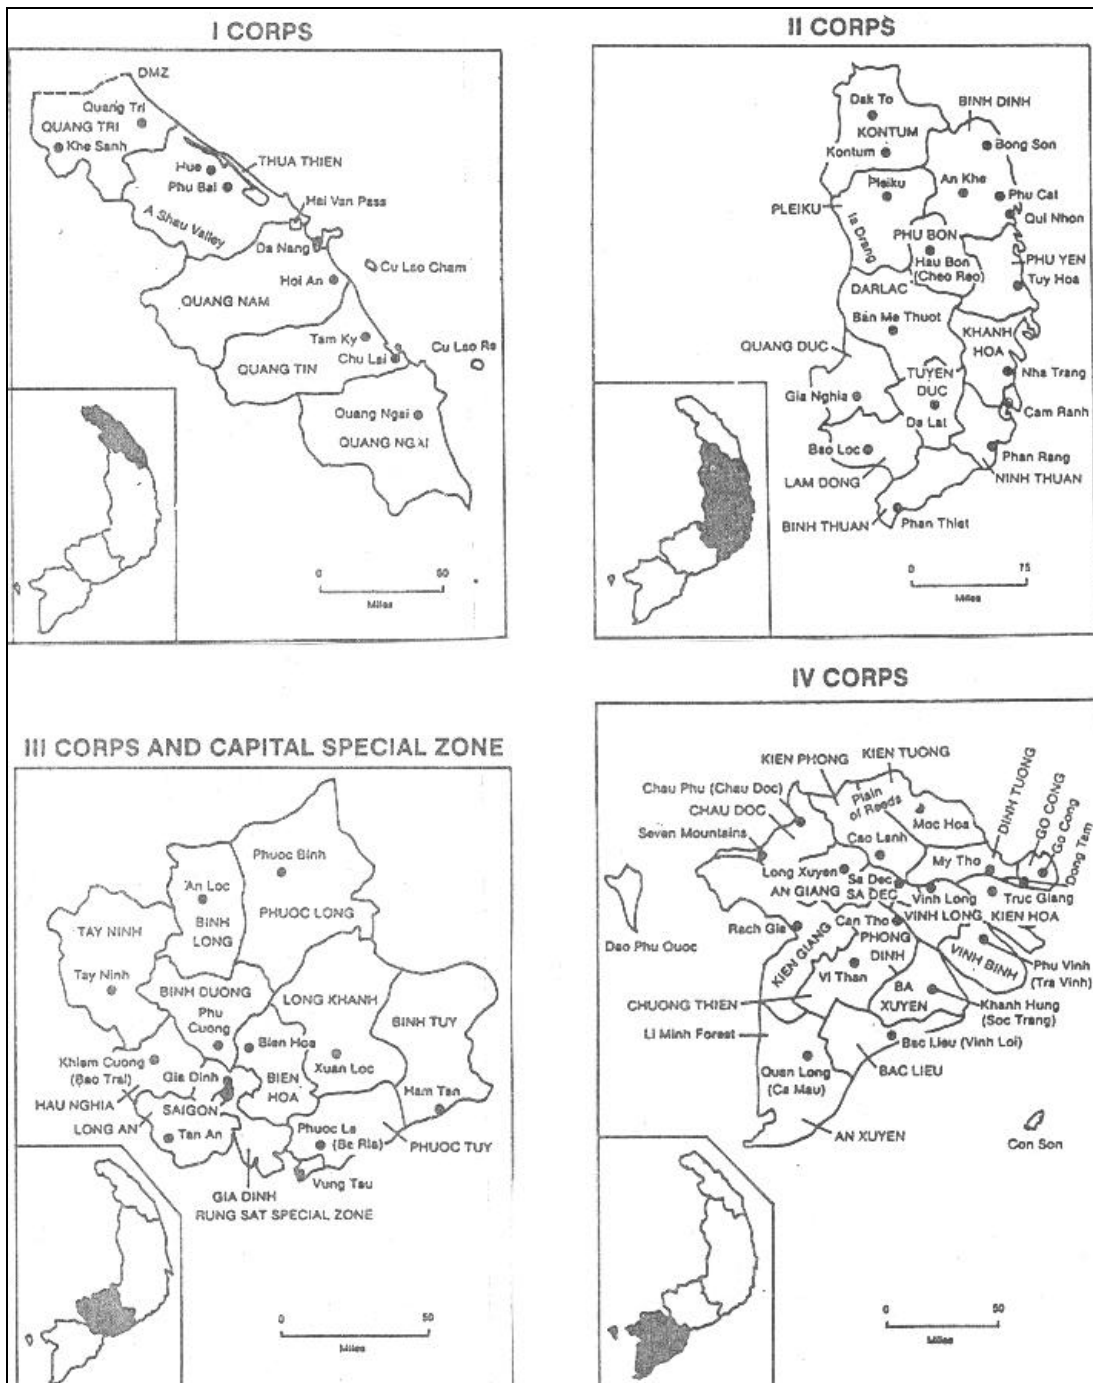 I CORPS
DMZ
Quang Tri
QUANG TRI
Khe Sanh
Hue
THUA THIEN
Phu Bai
Hai Van Pass
A Shau Valley
Da Nang
Cu Lao Cham
Hoi An
QUANG NAM
Tam Ky
Cu Lao Re
Chu Lai
QUANG TIN
Quang Ngai
QUANG NGAI
0 50
Miles
II CORPS
Dak To
BINH DINH
KONTUM
Kontum
Bong Son
Pleiku
An Khe
Phu Cat
PLEIKU
Qui Nhon
Ia Drang
PHU BON
Hau Bon
(Cheo Reo)
PHU YEN
Tuy Hoa
DARLAC
Ban Me Thuot
KHANH
HOA
QUANG DUC
TUYEN
DUC
Nha Trang
Gia Nghia
Cam Ranh
Da Lat
Bao Loc
Phan Rang
LAM DONG
NINH THUAN
BINH THUAN
Phan Thiet
0 75
Miles
III CORPS AND CAPITAL SPECIAL ZONE
Phuoc Binh
An Loc
PHUOC LONG
BINH
LONG
TAY NINH
Tay Ninh
BINH DUONG
LONG KHANH
Phu
Cuong
BINH TUY
Bien Hoa
Khiem Cuong
(Bao Trai)
Gia Dinh
Xuan Loc
BIEN
HOA
HAU NGHIA
SAIGON
Ham Tan
LONG AN
Tan An
Phuoc Le
(Ba Ria)
PHUOC TUY
Vung Tau
GIA DINH
RUNG SAT SPECIAL ZONE
0 50
Miles
IV CORPS
KIEN PHONG
KIEN TUONG
DINH TUONG
GO CONG
Go Cong
Dong Tam
Chau Phu (Chau Doc)
CHAU DOC
Seven Mountains
Plain
of Reeds
Moc Hoa
Cao Lanh
My Tho
Long Xuyen
Sa Dec
AN GIANG
SA DEC
Vinh Long
Truc Giang
VINH LONG
KIEN HOA
Rach Gia
Can Tho
Dao Phu Quoc
KIEN GIANG
PHONG
DINH
VINH BINH
Phu Vinh
(Tra Vinh)
Vi Than
CHUONG THIEN
BA
XUYEN
Khanh Hung
(Soc Trang)
Li Minh Forest
Bac Lieu (Vinh Loi)
Quan Long
(Ca Mau)
BAC LIEU
AN XUYEN
Con Son
0 50
Miles